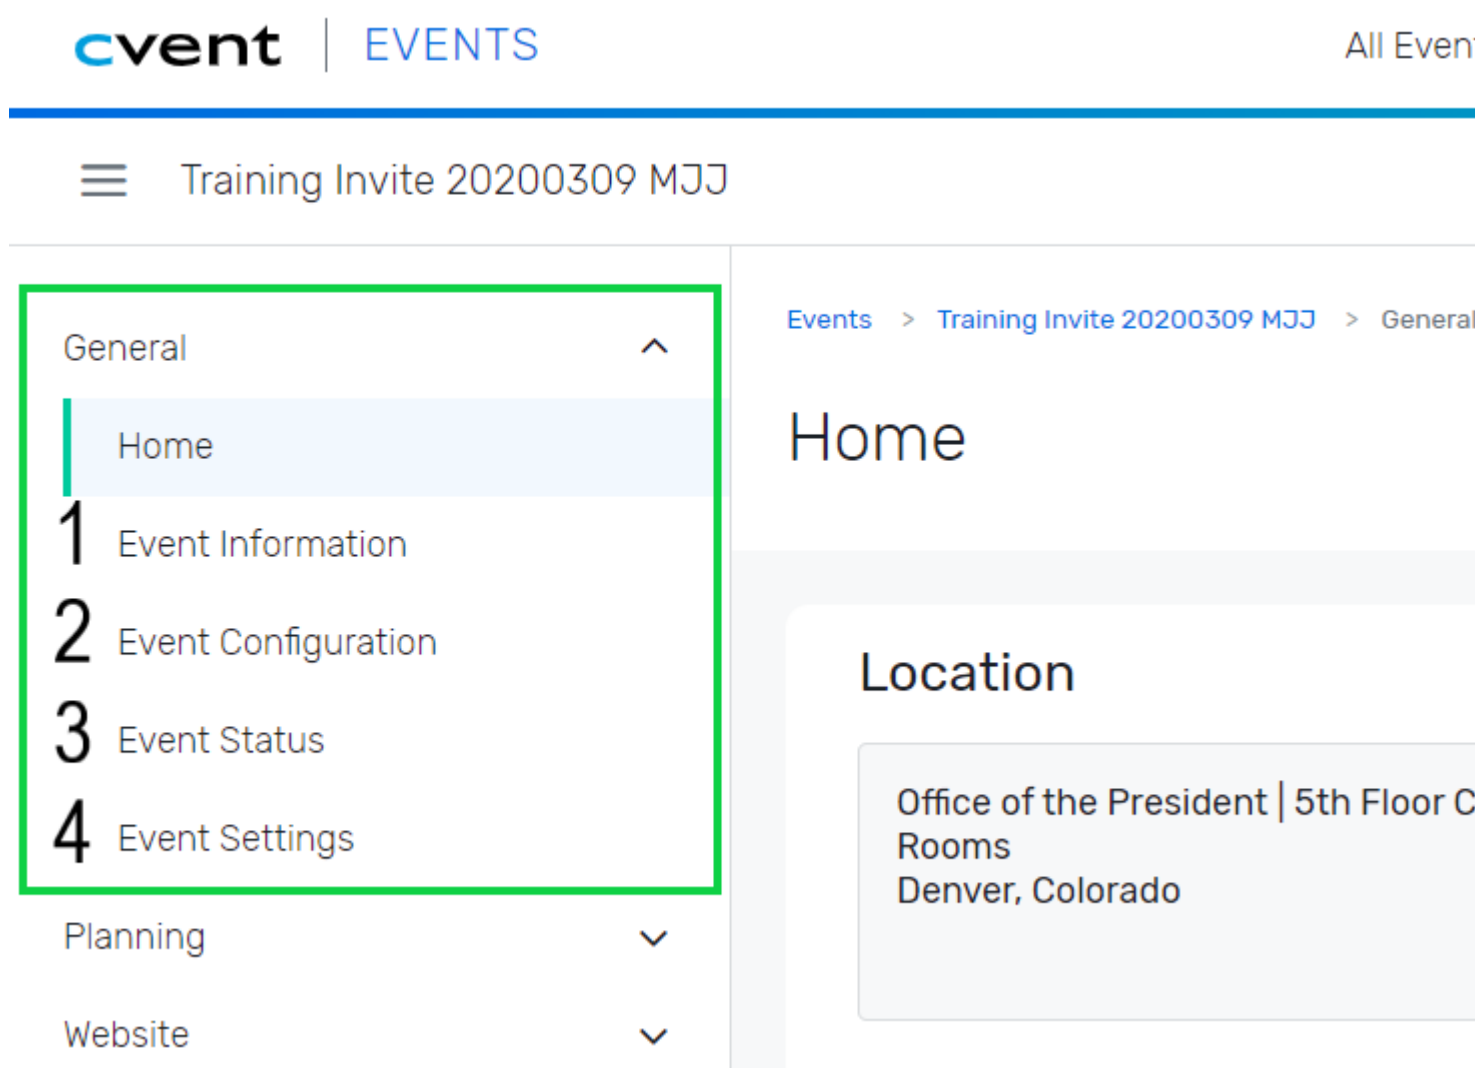 cvent | EVENTS
All Event
Training Invite 20200309 MJJ
General
Home
1 Event Information
2 Event Configuration
3 Event Status
4 Event Settings
Planning
Website
Events > Training Invite 20200309 MJJ > General
Home
Location
Office of the President | 5th Floor C
Rooms
Denver, Colorado